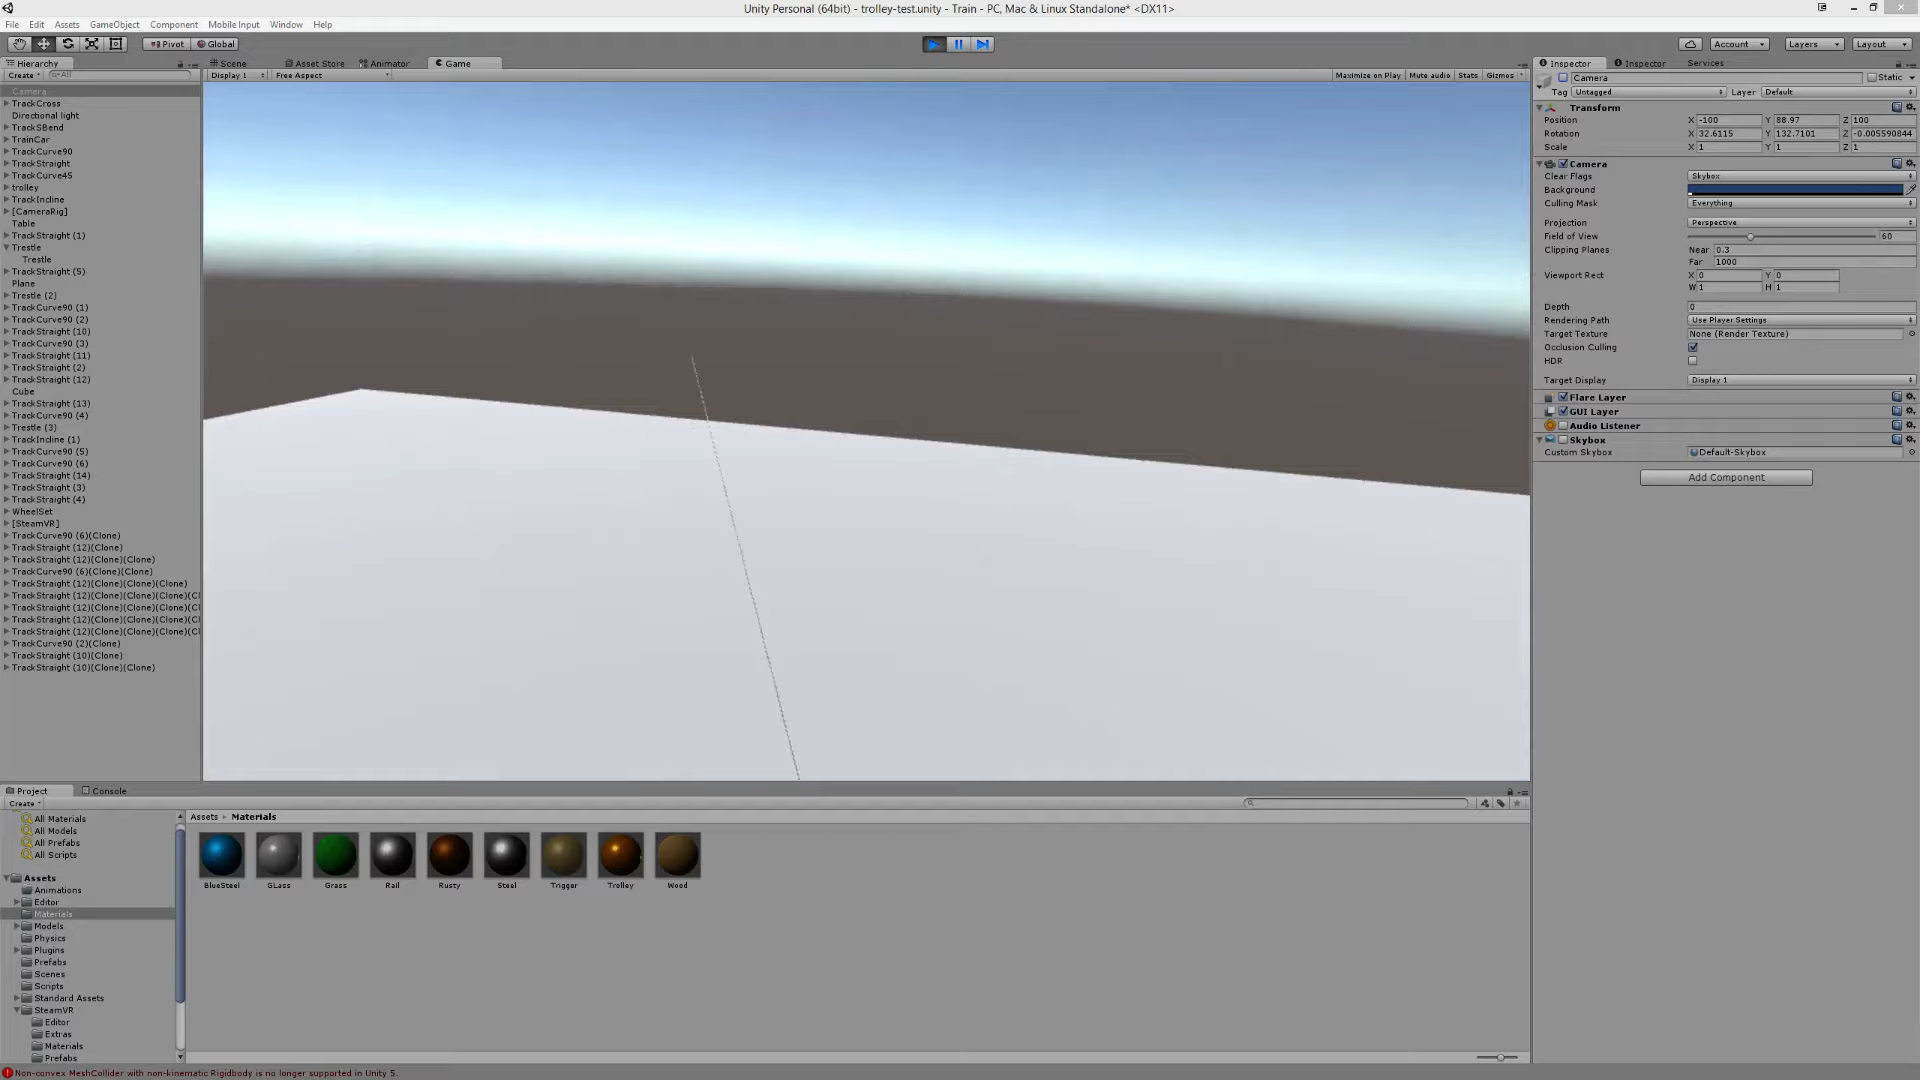 Unity Personal (64bit) - trolley-test.unity - Train - PC, Mac & Linux Standalone* <DX11>
File Edit Assets GameObject Component Mobile Input Window Help
Pivot Global
Account Layers Layout
Hierarchy
Create All
Camera
TrackCross
Directional light
TrackSBend
TrainCar
TrackCurve90
TrackStraight
TrackCurve45
trolley
TrackIncline
[CameraRig]
Table
TrackStraight (1)
Trestle
Trestle
TrackStraight (5)
Plane
Trestle (2)
TrackCurve90 (1)
TrackCurve90 (2)
TrackStraight (10)
TrackCurve90 (3)
TrackStraight (11)
TrackStraight (2)
TrackStraight (12)
Cube
TrackStraight (13)
TrackCurve90 (4)
Trestle (3)
TrackIncline (1)
TrackCurve90 (5)
TrackCurve90 (6)
TrackStraight (14)
TrackStraight (3)
TrackStraight (4)
WheelSet
[SteamVR]
TrackCurve90 (6)(Clone)
TrackStraight (12)(Clone)
TrackStraight (12)(Clone)(Clone)
TrackCurve90 (6)(Clone)(Clone)
TrackStraight (12)(Clone)(Clone)(Clone)
TrackStraight (12)(Clone)(Clone)(Clone)(Cl
TrackStraight (12)(Clone)(Clone)(Clone)(Cl
TrackStraight (12)(Clone)(Clone)(Clone)(Cl
TrackStraight (12)(Clone)(Clone)(Clone)(Cl
TrackCurve90 (2)(Clone)
TrackStraight (10)(Clone)
TrackStraight (10)(Clone)(Clone)
Scene Asset Store Animator Game
Display 1 Free Aspect Maximize on Play Mute audio Stats Gizmos
Inspector Inspector Services
Camera Static
Tag Untagged Layer Default
Transform
Position X -100 Y 88.97 Z 100
Rotation X 32.6115 Y 132.7101 Z -0.005590844
Scale X 1 Y 1 Z 1
Camera
Clear Flags Skybox
Background
Culling Mask Everything
Projection Perspective
Field of View 60
Clipping Planes Near 0.3
Far 1000
Viewport Rect X 0 Y 0
W 1 H 1
Depth 0
Rendering Path Use Player Settings
Target Texture None (Render Texture)
Occlusion Culling
HDR
Target Display Display 1
Flare Layer
GUI Layer
Audio Listener
Skybox
Custom Skybox Default-Skybox
Add Component
Project Console
Create
All Materials
All Models
All Prefabs
All Scripts
Assets
Animations
Editor
Materials
Models
Physics
Plugins
Prefabs
Scenes
Scripts
Standard Assets
SteamVR
Editor
Extras
Materials
Prefabs
Assets Materials
BlueSteel GLass Grass Rail Rusty Steel Trigger Trolley Wood
Non-convex MeshCollider with non-kinematic Rigidbody is no longer supported in Unity 5.